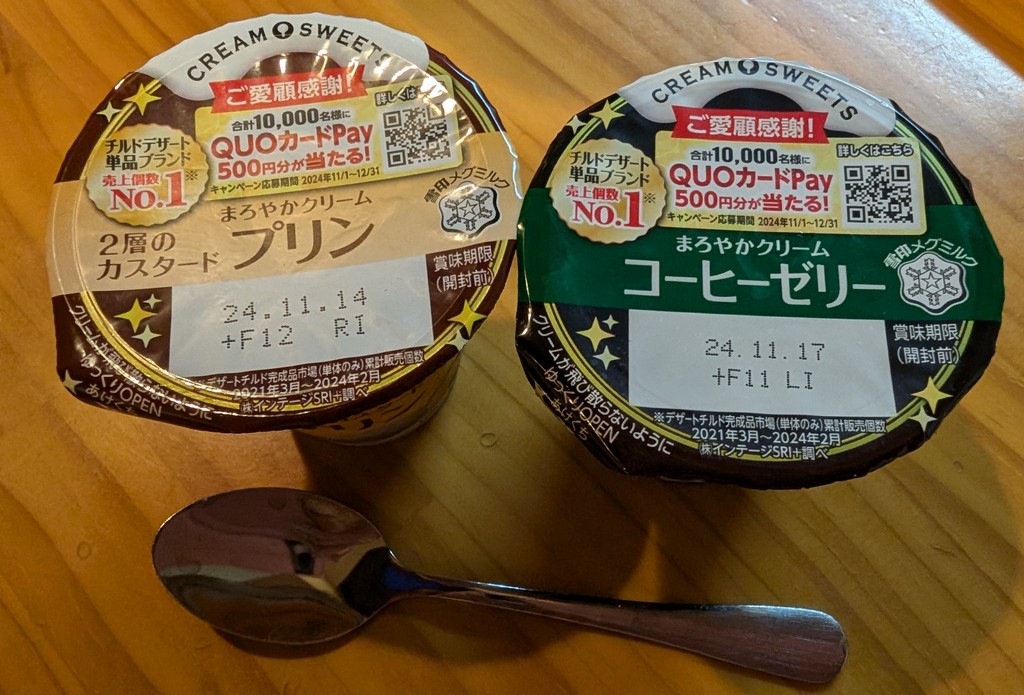 CREAM SWEETS
ご愛顧感謝!
合計10,000名様に
QUOカードPay
500円分が当たる!
詳しくは
キャンペーン応募期間 2024年11/1~12/31
チルドデザート
単品ブランド
売上個数※
No.1
雪印メグミルク
まろやかクリーム
プリン
2層の
カスタード
賞味期限
(開封前)
24.11.14
+F12 RI
デザートチルド完成品市場(単体のみ)累計販売個数
2021年3月~2024年2月
㈱インテージSRI+調べ
クリームが飛び散らないように
ゆっくりOPEN
あけぐち
CREAM SWEETS
ご愛顧感謝!
合計10,000名様に
QUOカードPay
500円分が当たる!
詳しくはこちら
キャンペーン応募期間 2024年11/1~12/31
チルドデザート
単品ブランド
売上個数
No.1※
雪印メグミルク
まろやかクリーム
コーヒーゼリー
賞味期限
(開封前)
24.11.17
+F11 LI
※デザートチルド完成品市場(単体のみ)累計販売個数
2021年3月~2024年2月
㈱インテージSRI+調べ
クリームが飛び散らないように
ゆっくりOPEN
あけぐち